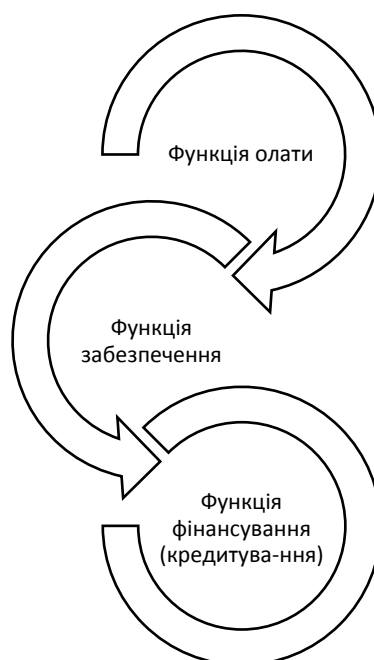 Функція олати
Функція
забезпечення
Функція
фінансування
(кредитува-ння)